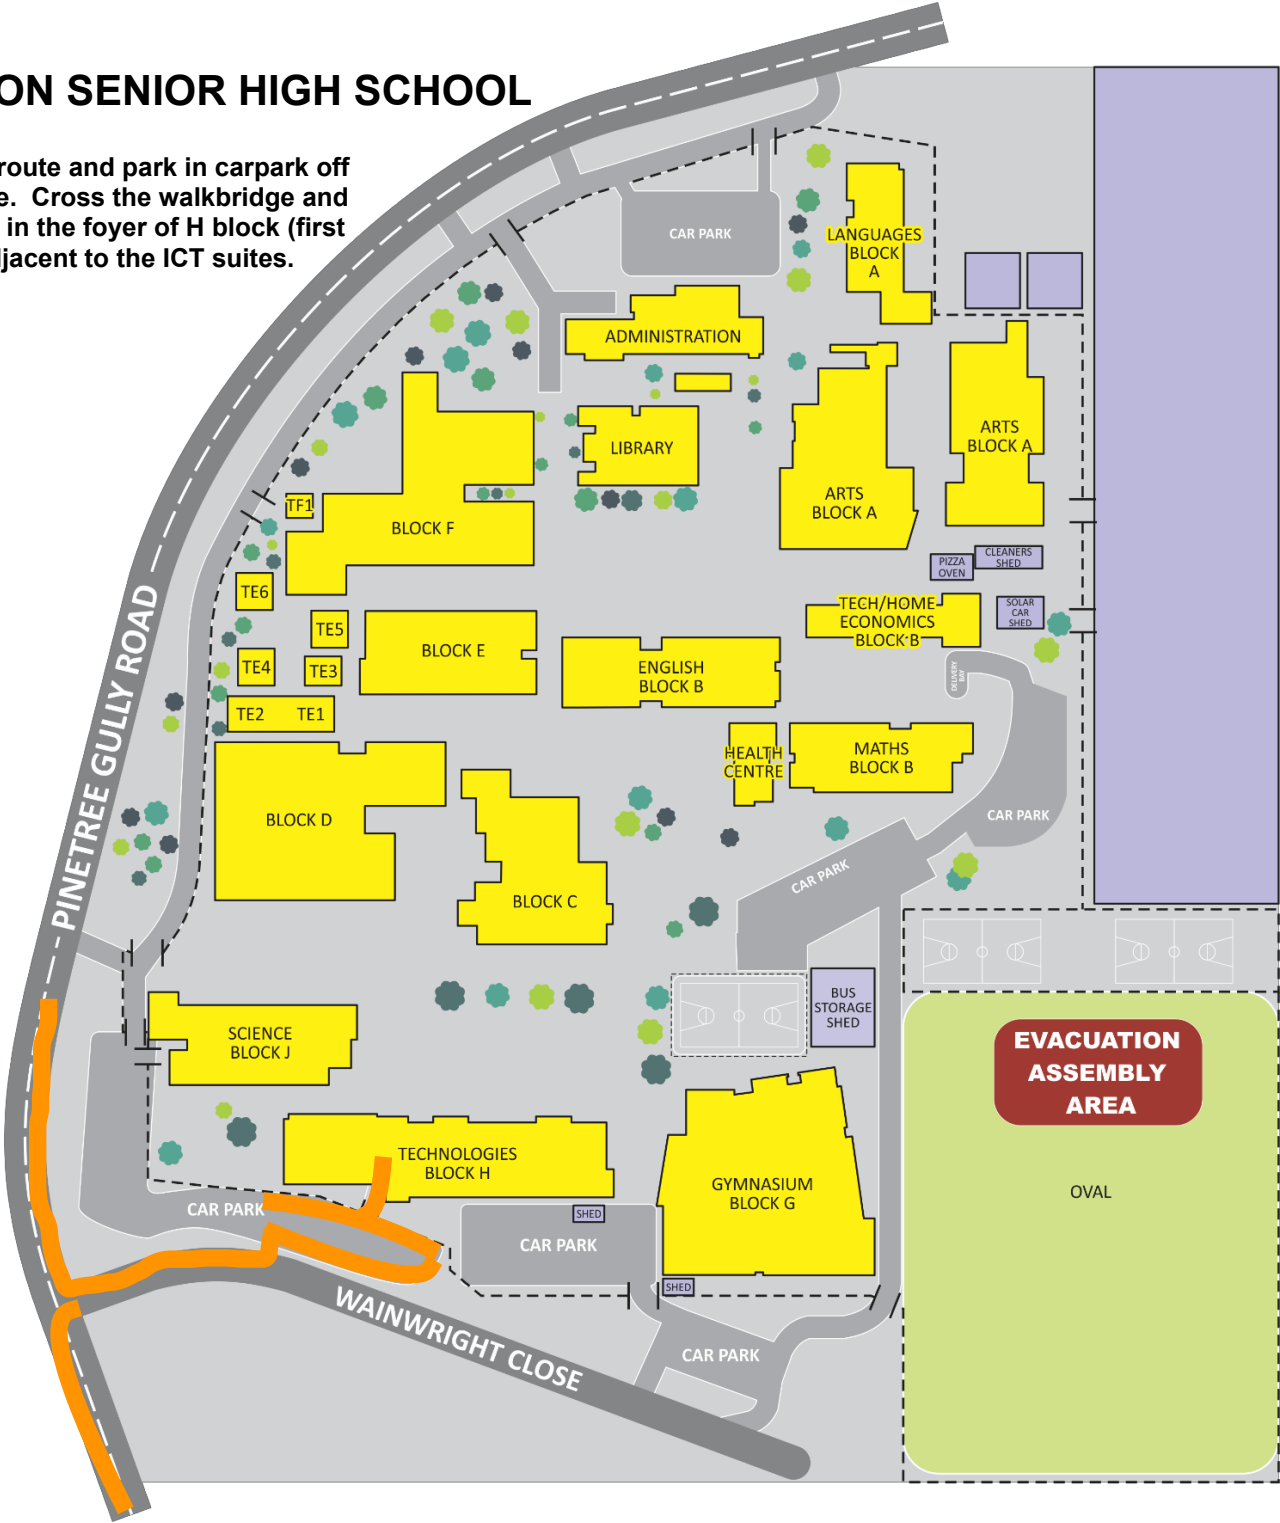 ON SENIOR HIGH SCHOOL
route and park in carpark off
e. Cross the walkbridge and
in the foyer of H block (first
jacent to the ICT suites.
CAR PARK
LANGUAGES
BLOCK
A
ADMINISTRATION
LIBRARY
ARTS
BLOCK A
ARTS
BLOCK A
TF1
BLOCK F
PIZZA
OVEN
CLEANERS
SHED
TE6
TE5
TECH/HOME
ECONOMICS
BLOCK B
SOLAR
CAR
SHED
TE4
TE3
BLOCK E
ENGLISH
BLOCK B
DELIVERY
BAY
TE2
TE1
PINETREE GULLY ROAD
HEALTH
CENTRE
MATHS
BLOCK B
BLOCK D
CAR PARK
CAR PARK
BLOCK C
BUS
STORAGE
SHED
SCIENCE
BLOCK J
EVACUATION
ASSEMBLY
AREA
TECHNOLOGIES
BLOCK H
GYMNASIUM
BLOCK G
OVAL
CAR PARK
SHED
CAR PARK
SHED
WAINWRIGHT CLOSE
CAR PARK